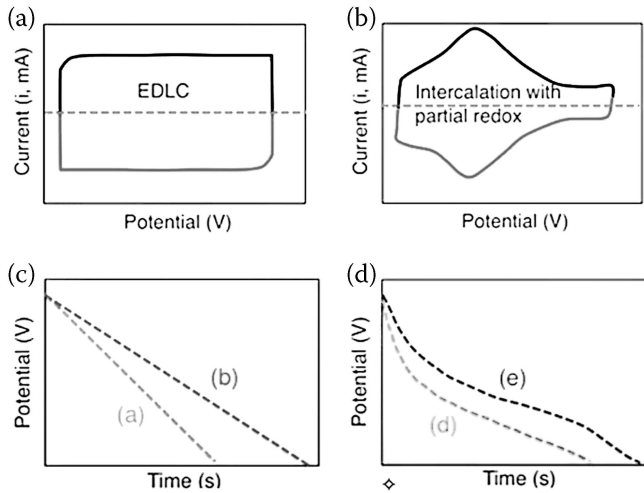 (a)
Current (i, mA)
EDLC
Potential (V)
(b)
Current (i, mA)
Intercalation with
partial redox
Potential (V)
(c)
Potential (V)
(b)
(a)
Time (s)
(d)
Potential (V)
(e)
(d)
Time (s)